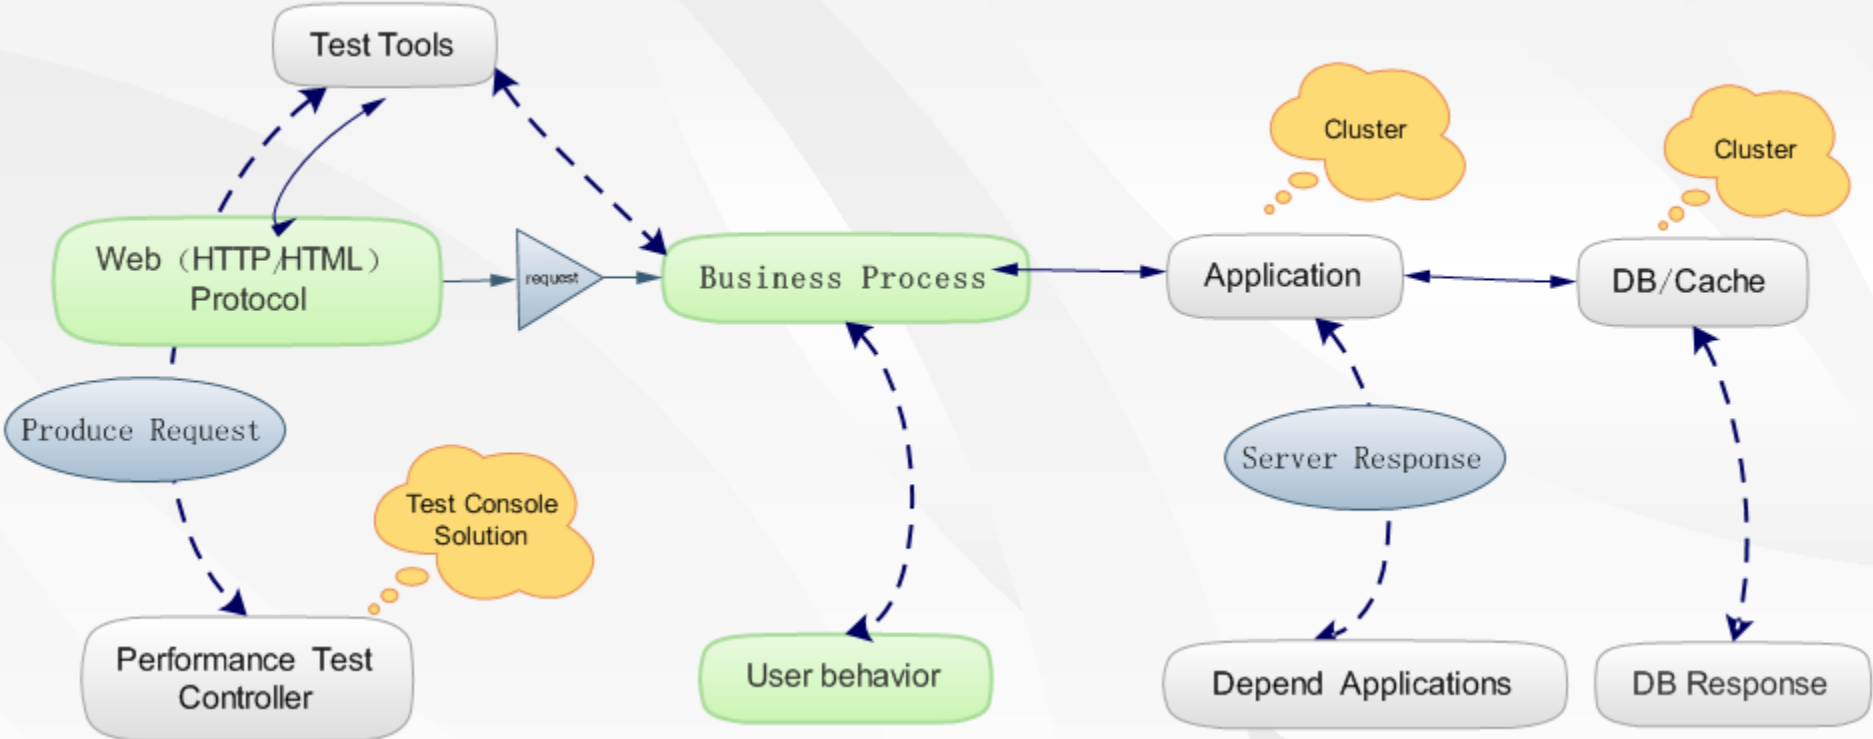 Test Tools
Cluster
Cluster
Web（HTTP/HTML）
Protocol
request
Business Process
Application
DB/Cache
Produce Request
Server Response
Test Console
Solution
Performance Test
Controller
User behavior
Depend Applications
DB Response